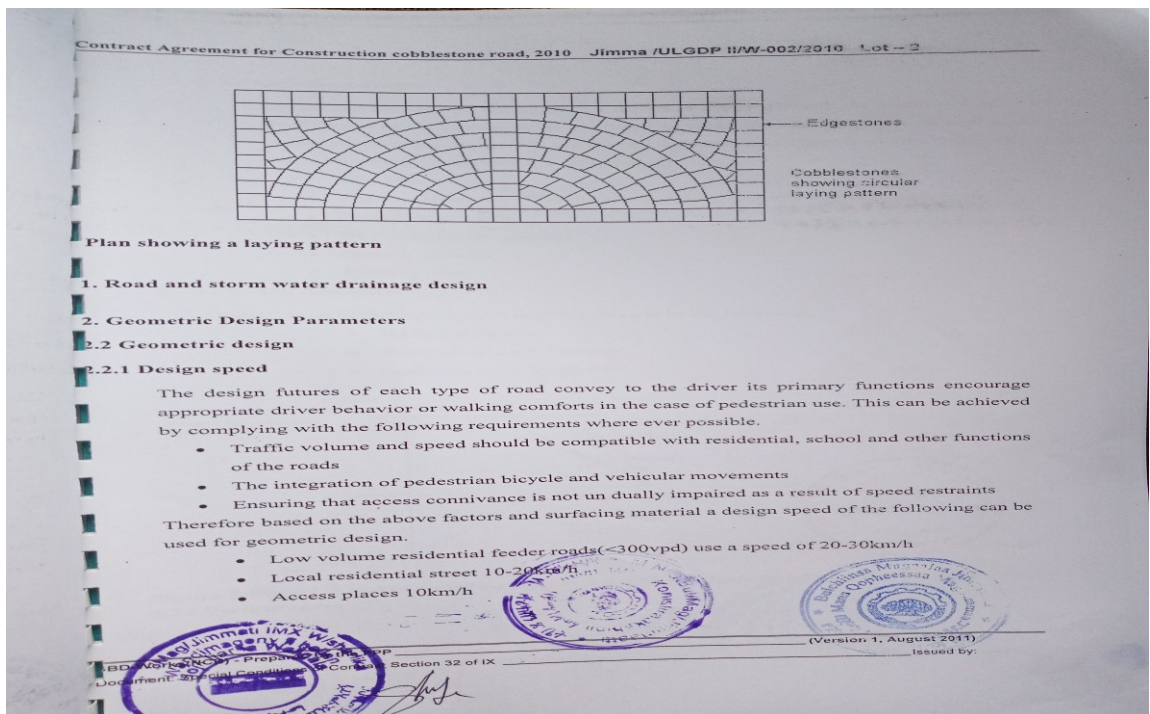 Contract Agreement for Construction cobblestone road, 2010 Jimma /ULGDP II/W-002/2010 Lot – 2
Edgestones
Cobblestones
showing circular
laying pattern
Plan showing a laying pattern
1. Road and storm water drainage design
2. Geometric Design Parameters
2.2 Geometric design
2.2.1 Design speed
The design futures of each type of road convey to the driver its primary functions encourage
appropriate driver behavior or walking comforts in the case of pedestrian use. This can be achieved
by complying with the following requirements where ever possible.
• Traffic volume and speed should be compatible with residential, school and other functions
of the roads
• The integration of pedestrian bicycle and vehicular movements
• Ensuring that access connivance is not un dually impaired as a result of speed restraints
Therefore based on the above factors and surfacing material a design speed of the following can be
used for geometric design.
• Low volume residential feeder roads(<300vpd) use a speed of 20-30km/h
• Local residential street 10-20km/h
• Access places 10km/h
(Version 1, August 2011)
Issued by:
Document: Special Conditions Contract Section 32 of IX